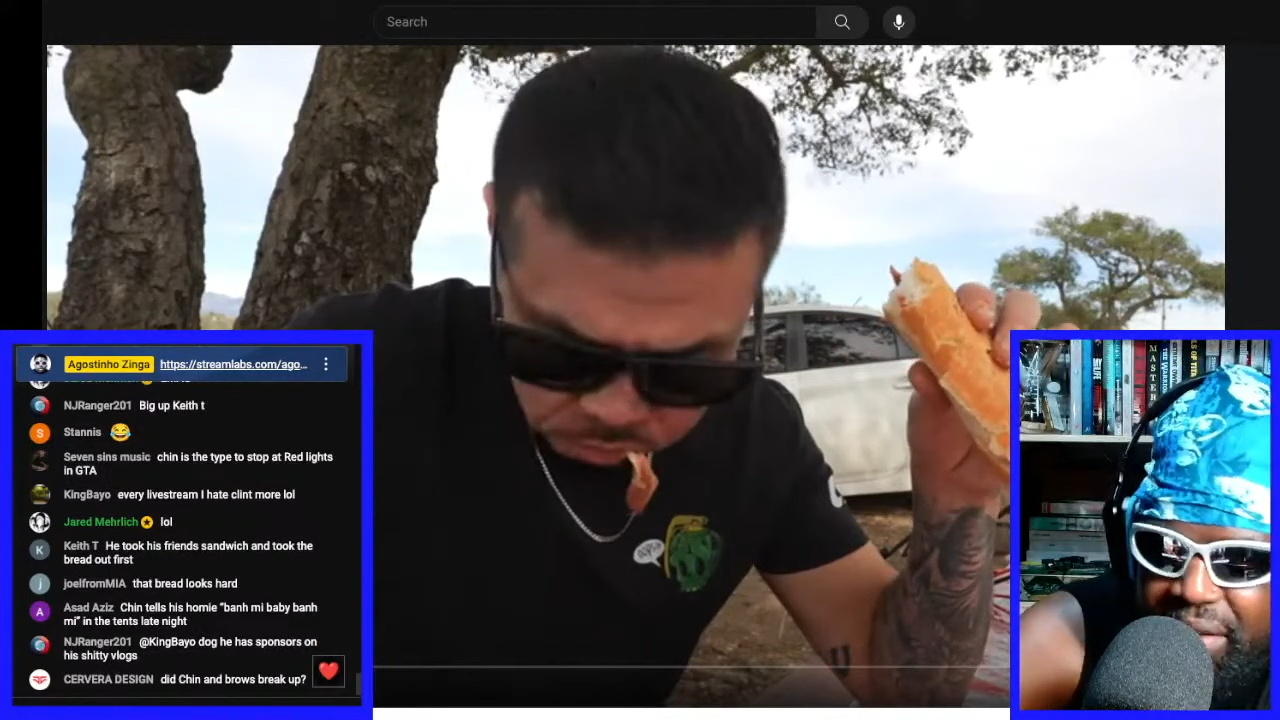 Search
Agostinho Zinga https://streamlabs.com/ago...
NJRanger201 Big up Keith t
Stannis 😂
Seven sins music chin is the type to stop at Red lights
in GTA
KingBayo every livestream I hate clint more lol
Jared Mehrlich lol
Keith T He took his friends sandwich and took the
bread out first
joelfromMIA that bread looks hard
Asad Aziz Chin tells his homie "banh mi baby banh
mi" in the tents late night
NJRanger201 @KingBayo dog he has sponsors on
his shitty vlogs
CERVERA DESIGN did Chin and brows break up?
S
K
j
A
MASTER